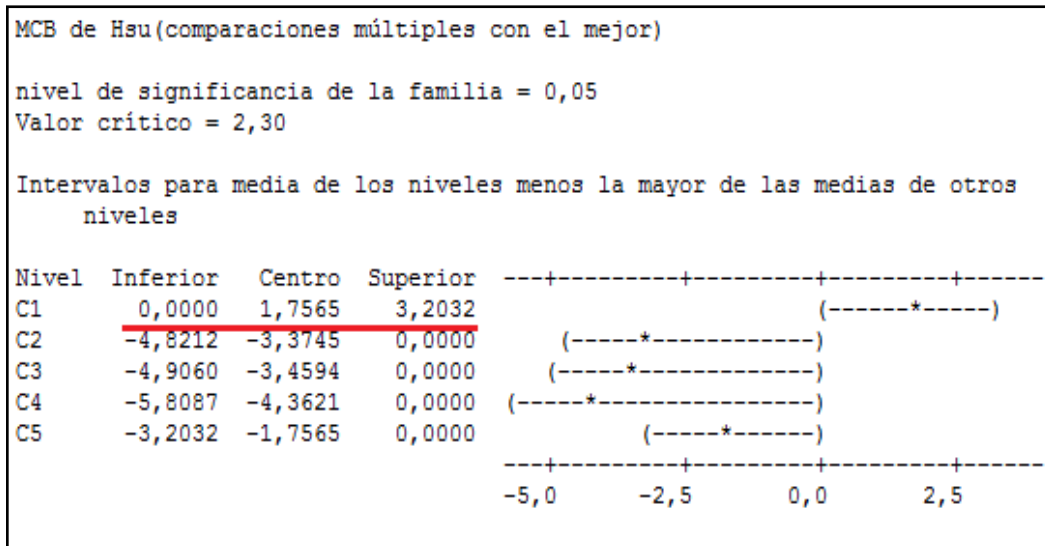 MCB de Hsu(comparaciones múltiples con el mejor)
nivel de significancia de la familia = 0,05
Valor crítico = 2,30
Intervalos para media de los niveles menos la mayor de las medias de otros
niveles
Nivel Inferior Centro Superior ---+---------+---------+---------+------
C1 0,0000 1,7565 3,2032 (------*-----)
C2 -4,8212 -3,3745 0,0000 (-----*------------)
C3 -4,9060 -3,4594 0,0000 (-----*-------------)
C4 -5,8087 -4,3621 0,0000 (-----*----------------)
C5 -3,2032 -1,7565 0,0000 (-----*------)
---+---------+---------+---------+------
-5,0 -2,5 0,0 2,5